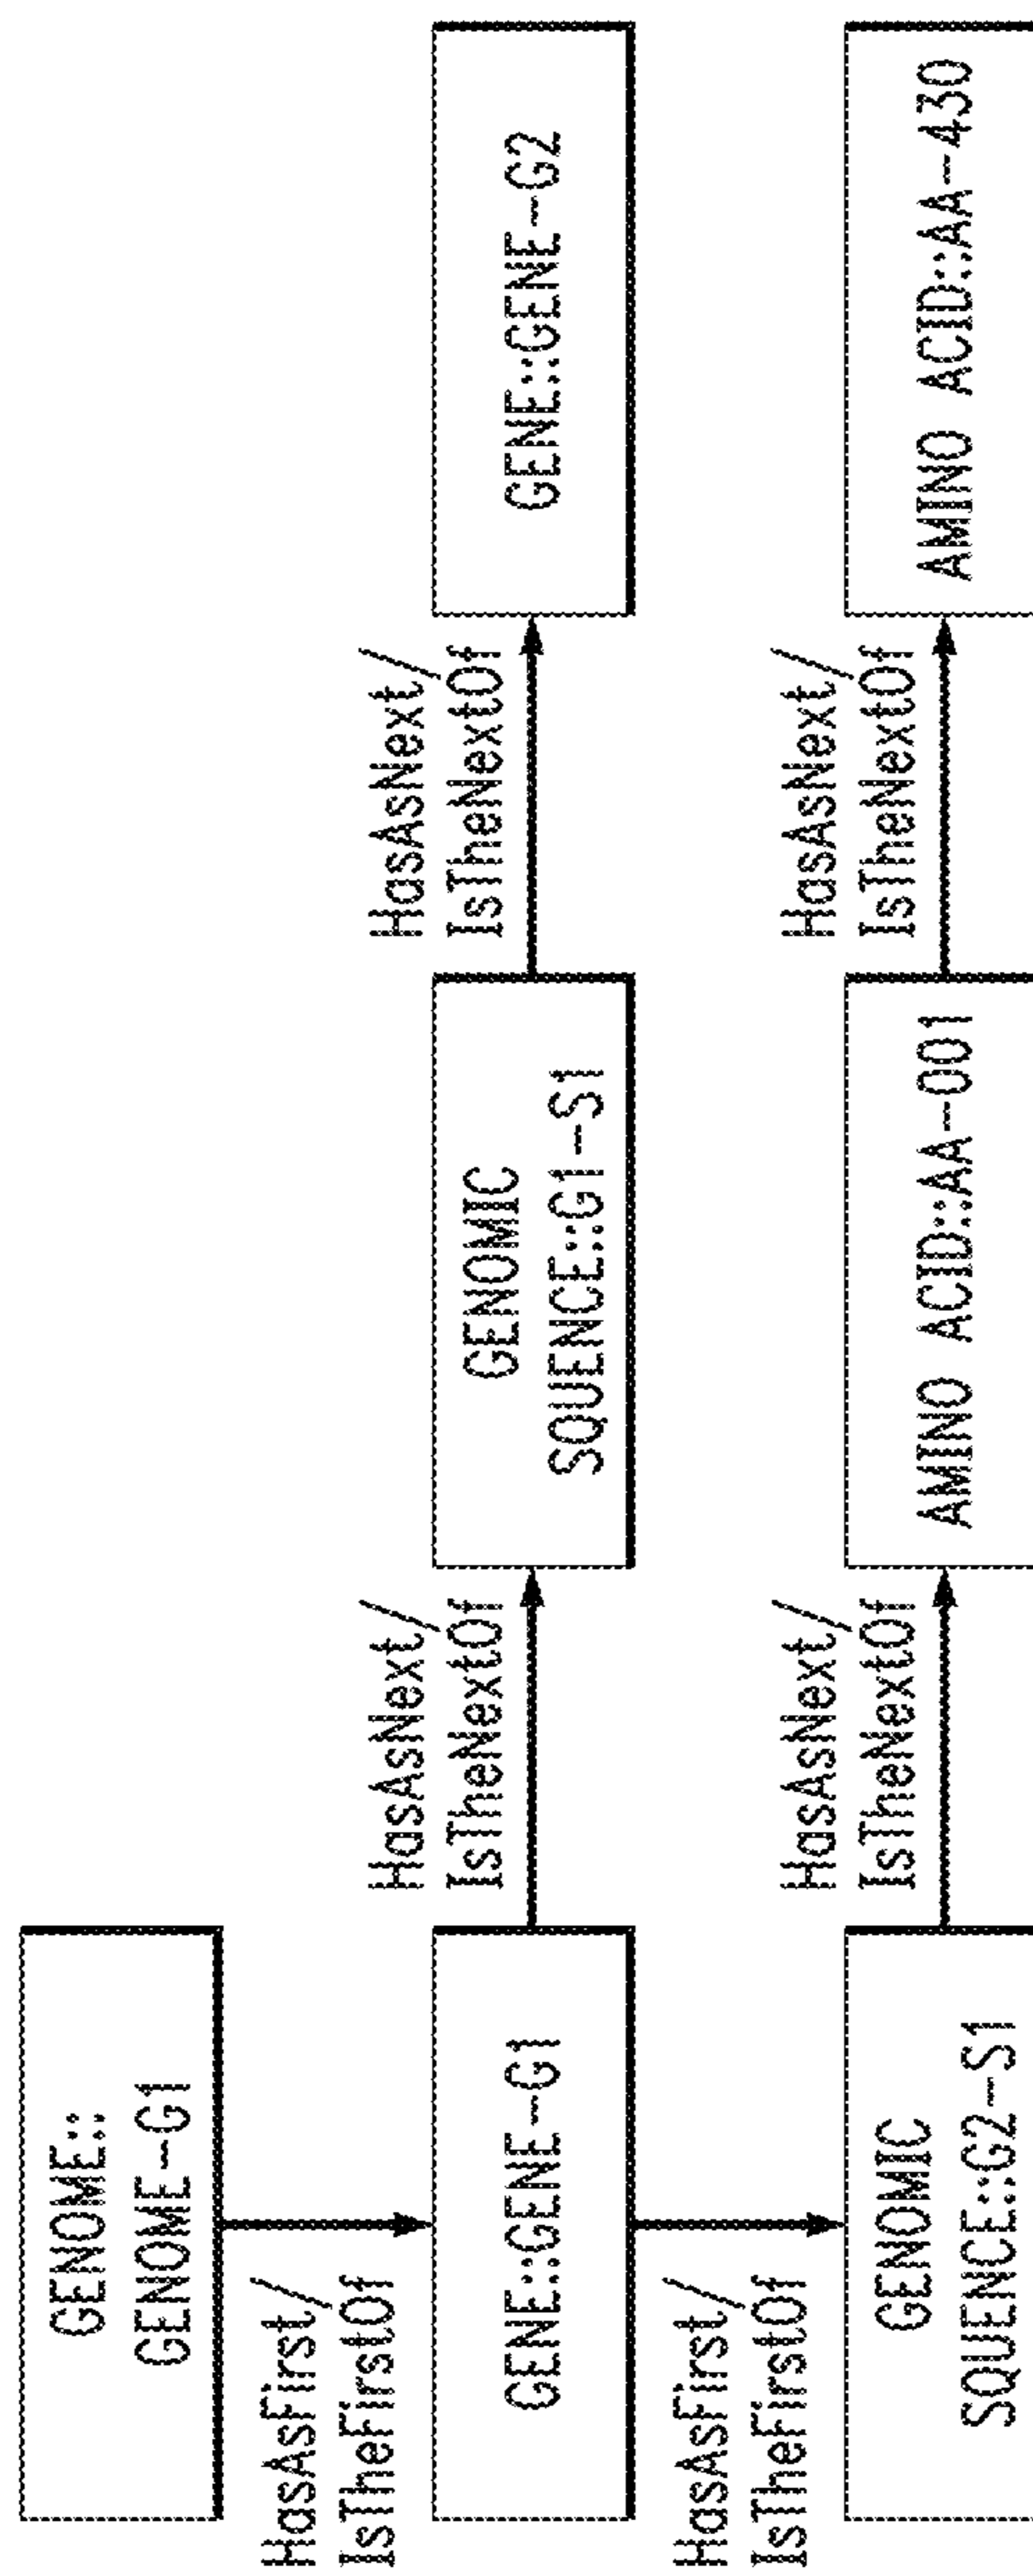 GENOME::
GENOME-G1
HasAsFirst/
IsTheFirstOf
GENE::GENE-G1
HasAsNext/
IsTheNextOf
GENOMIC
SQUENCE::G1-S1
HasAsNext/
IsTheNextOf
GENE::GENE-G2
HasAsFirst/
IsTheFirstOf
GENOMIC
SQUENCE::G2-S1
HasAsNext/
IsTheNextOf
AMINO ACID::AA-001
HasAsNext/
IsTheNextOf
AMINO ACID::AA-430